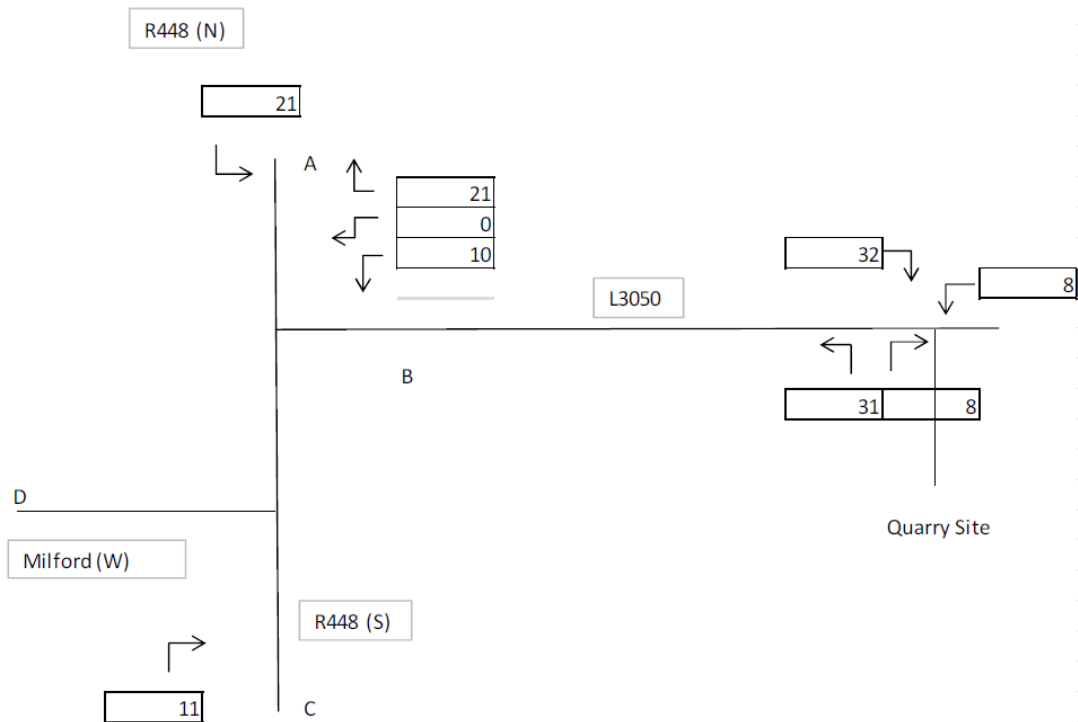 R448 (N)
21
A
21
0
10
32
8
L3050
B
31 8
D
Quarry Site
Milford (W)
R448 (S)
11
C